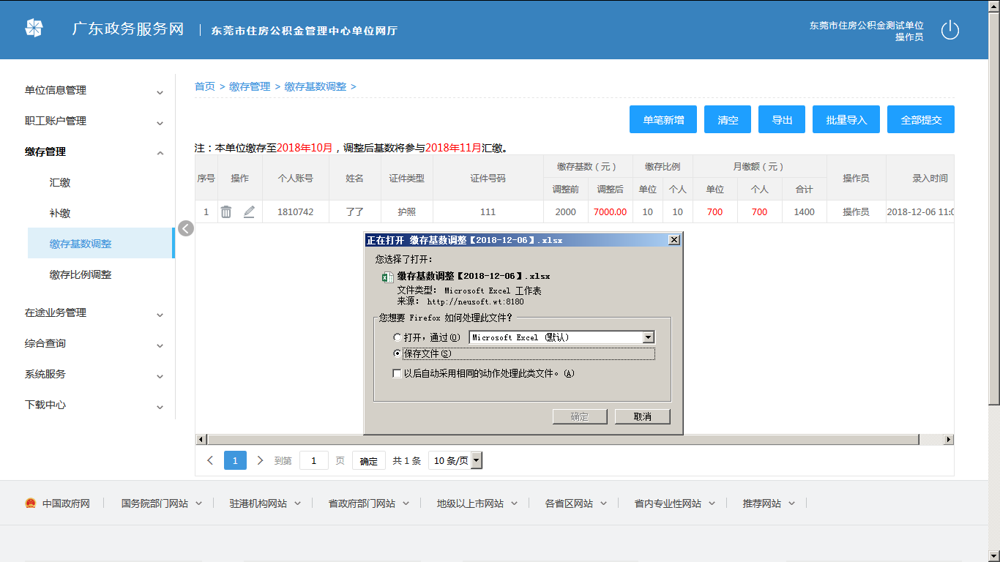 广东政务服务网 | 东莞市住房公积金管理中心单位网厅
东莞市住房公积金测试单位
操作员
单位信息管理
职工账户管理
缴存管理
汇缴
补缴
缴存基数调整
缴存比例调整
在途业务管理
综合查询
系统服务
下载中心
首页 > 缴存管理 > 缴存基数调整 >
单笔新增 清空 导出 批量导入 全部提交
注：本单位缴存至2018年10月，调整后基数将参与2018年11月汇缴。
序号 操作 个人账号 姓名 证件类型 证件号码 缴存基数（元） 缴存比例 月缴额（元） 操作员 录入时间
调整前 调整后 单位 个人 单位 个人 合计
1 1810742 了了 护照 111 2000 7000.00 10 10 700 700 1400 操作员 2018-12-06 11:0
正在打开 缴存基数调整【2018-12-06】.xlsx
您选择了打开:
缴存基数调整【2018-12-06】.xlsx
文件类型: Microsoft Excel 工作表
来源: http://neusoft.wt:8180
您想要 Firefox 如何处理此文件?
打开，通过(O) Microsoft Excel (默认)
保存文件(S)
以后自动采用相同的动作处理此类文件。(A)
确定 取消
1 到第 1 页 确定 共 1 条 10 条/页
中国政府网 国务院部门网站 驻港机构网站 省政府部门网站 地级以上市网站 各省区网站 省内专业性网站 推荐网站